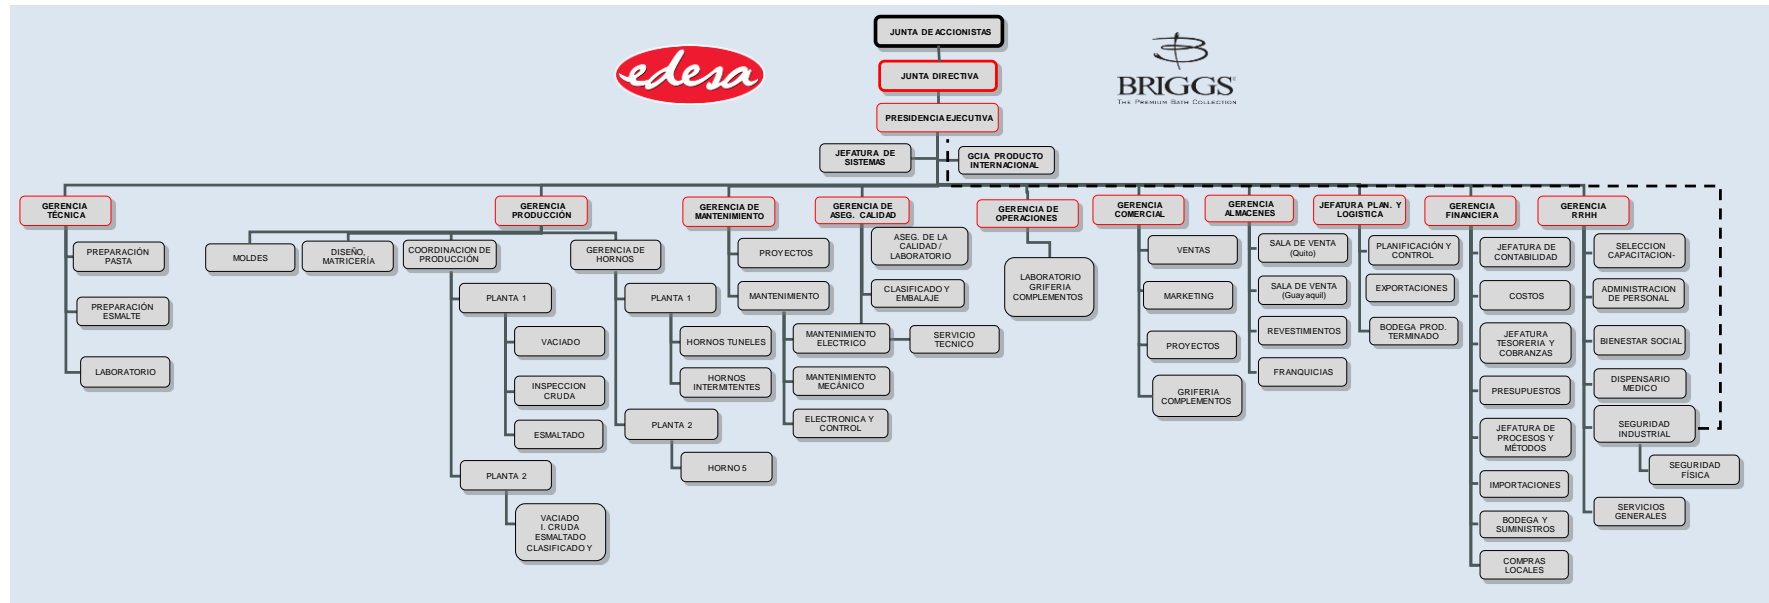 JUNTA DE ACCIONISTAS
edesa
BRIGGS
THE PREMIUM BATH COLLECTION
JUNTA DIRECTIVA
PRESIDENCIA EJECUTIVA
JEFATURA DE
SISTEMAS
GCIA PRODUCTO
INTERNACIONAL
GERENCIA
TÉCNICA
PREPARACIÓN
PASTA
PREPARACIÓN
ESMALTE
LABORATORIO
GERENCIA
PRODUCCIÓN
MOLDES
DISEÑO,
MATRICERÍA
COORDINACION DE
PRODUCCIÓN
PLANTA 1
VACIADO
INSPECCION
CRUDA
ESMALTADO
PLANTA 2
VACIADO
I. CRUDA
ESMALTADO
CLASIFICADO Y
GERENCIA DE
HORNOS
PLANTA 1
HORNOS TUNELES
HORNOS
INTERMITENTES
PLANTA 2
HORNO 5
GERENCIA DE
MANTENIMIENTO
PROYECTOS
MANTENIMIENTO
MANTENIMIENTO
ELECTRICO
MANTENIMIENTO
MECÁNICO
ELECTRONICA Y
CONTROL
GERENCIA DE
ASEG. CALIDAD
ASEG. DE LA
CALIDAD /
LABORATORIO
CLASIFICADO Y
EMBALAJE
SERVICIO
TECNICO
GERENCIA DE
OPERACIONES
LABORATORIO
GRIFERIA
COMPLEMENTOS
GERENCIA
COMERCIAL
VENTAS
MARKETING
PROYECTOS
GRIFERIA
COMPLEMENTOS
GERENCIA
ALMACENES
SALA DE VENTA
(Quito)
SALA DE VENTA
(Guayaquil)
REVESTIMIENTOS
FRANQUICIAS
JEFATURA PLAN. Y
LOGISTICA
PLANIFICACIÓN Y
CONTROL
EXPORTACIONES
BODEGA PROD.
TERMINADO
GERENCIA
FINANCIERA
JEFATURA DE
CONTABILIDAD
COSTOS
JEFATURA
TESORERIA Y
COBRANZAS
PRESUPUESTOS
JEFATURA DE
PROCESOS Y
MÉTODOS
IMPORTACIONES
BODEGA Y
SUMINISTROS
COMPRAS
LOCALES
GERENCIA
RRHH
SELECCION
CAPACITACION-
ADMINISTRACION
DE PERSONAL
BIENESTAR SOCIAL
DISPENSARIO
MEDICO
SEGURIDAD
INDUSTRIAL
SEGURIDAD
FÍSICA
SERVICIOS
GENERALES